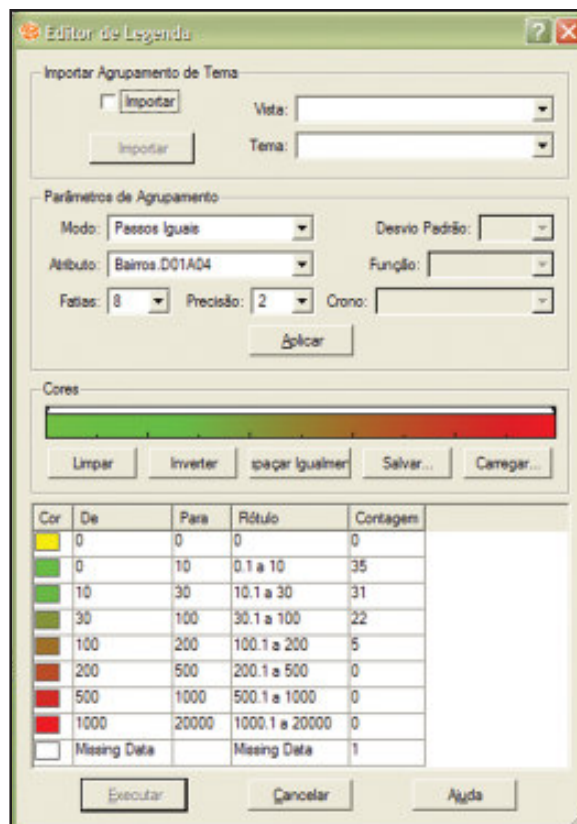 Editor de Legenda
Importar Agrupamento de Tema
Importar Vista:
Importar Tema:
Parâmetros de Agrupamento
Modo: Passos Iguais Desvio Padrão:
Atributo: Bairros.D01A04 Função:
Fatias: 8 Precisão: 2 Crono:
Aplicar
Cores
Limpar Inverter paçar Igualmer Salvar... Carregar...
Cor De Para Rótulo Contagem
0 0 0 0
0 10 0.1 a 10 35
10 30 10.1 a 30 31
30 100 30.1 a 100 22
100 200 100.1 a 200 5
200 500 200.1 a 500 0
500 1000 500.1 a 1000 0
1000 20000 1000.1 a 20000 0
Missing Data Missing Data 1
Executar Cancelar Ajuda